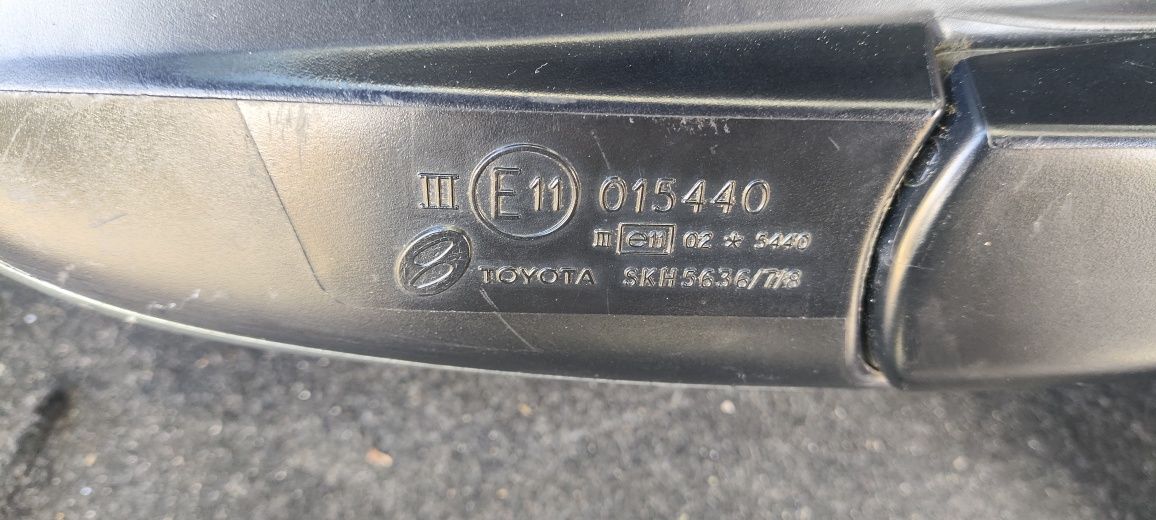 III E11 015440
III e11 02 * 5440
TOYOTA SKH5636/7/8